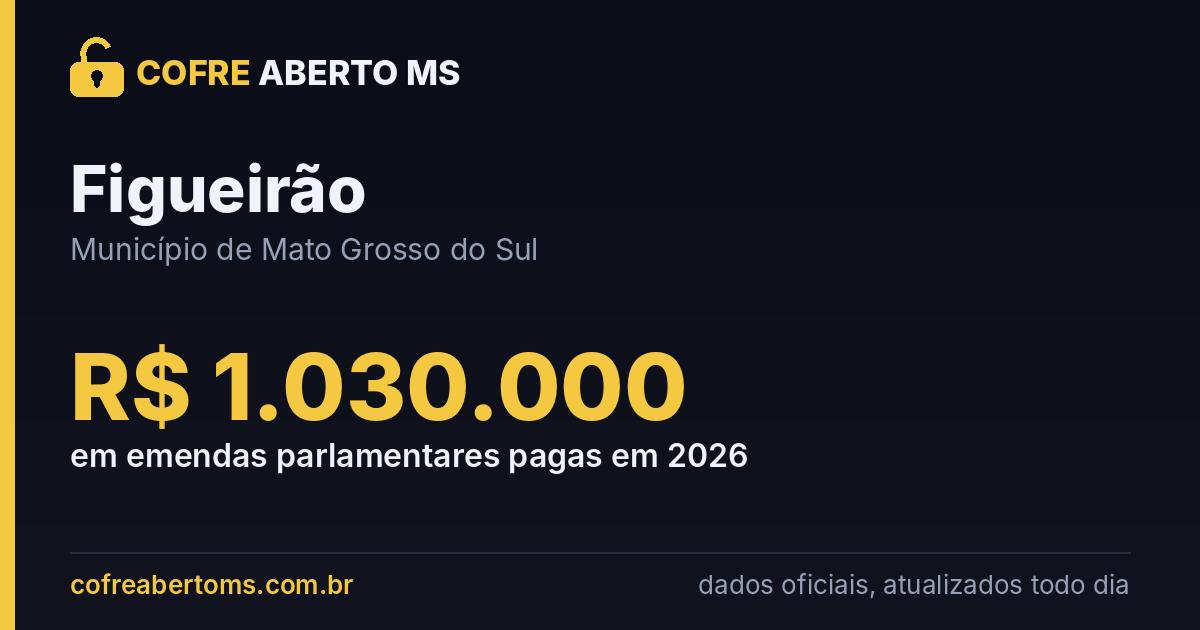 COFRE ABERTO MS
Figueirão
Município de Mato Grosso do Sul
R$ 1.030.000
em emendas parlamentares pagas em 2026
cofreabertoms.com.br
dados oficiais, atualizados todo dia